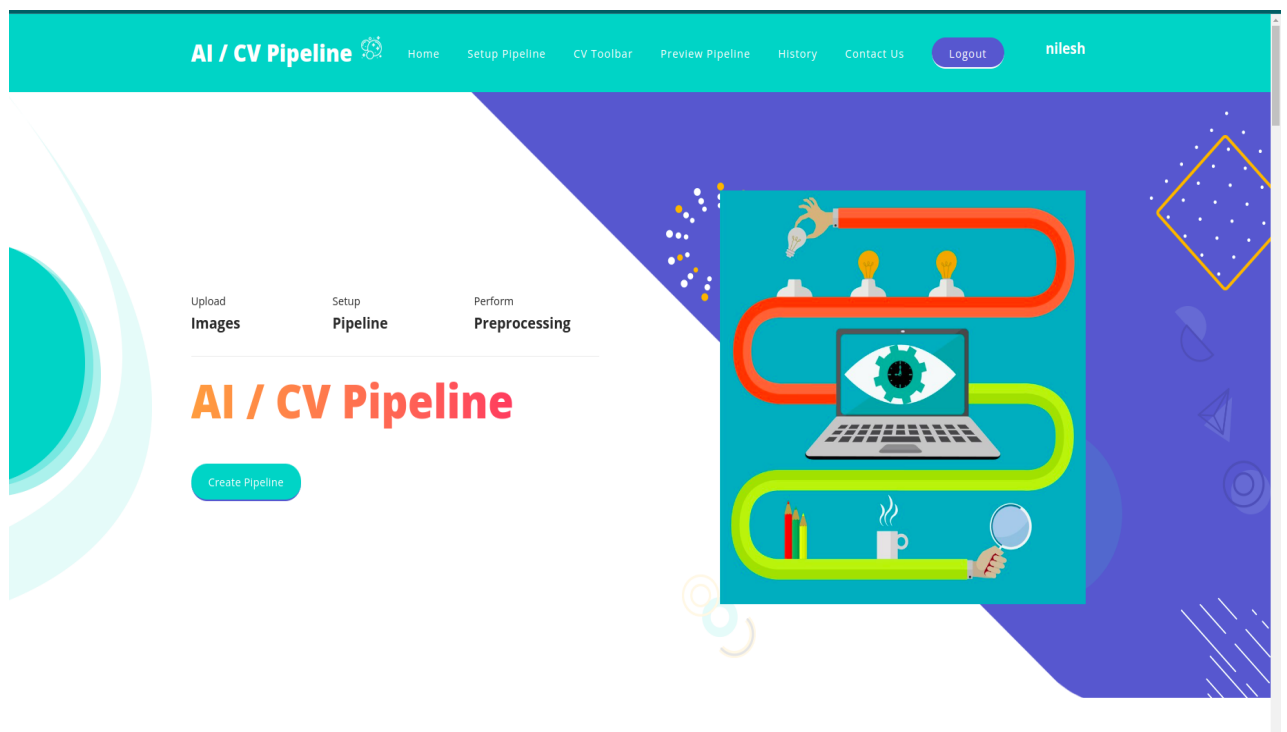 AI / CV Pipeline Home Setup Pipeline CV Toolbar Preview Pipeline History Contact Us Logout nilesh
Upload Setup Perform
Images Pipeline Preprocessing
AI / CV Pipeline
Create Pipeline